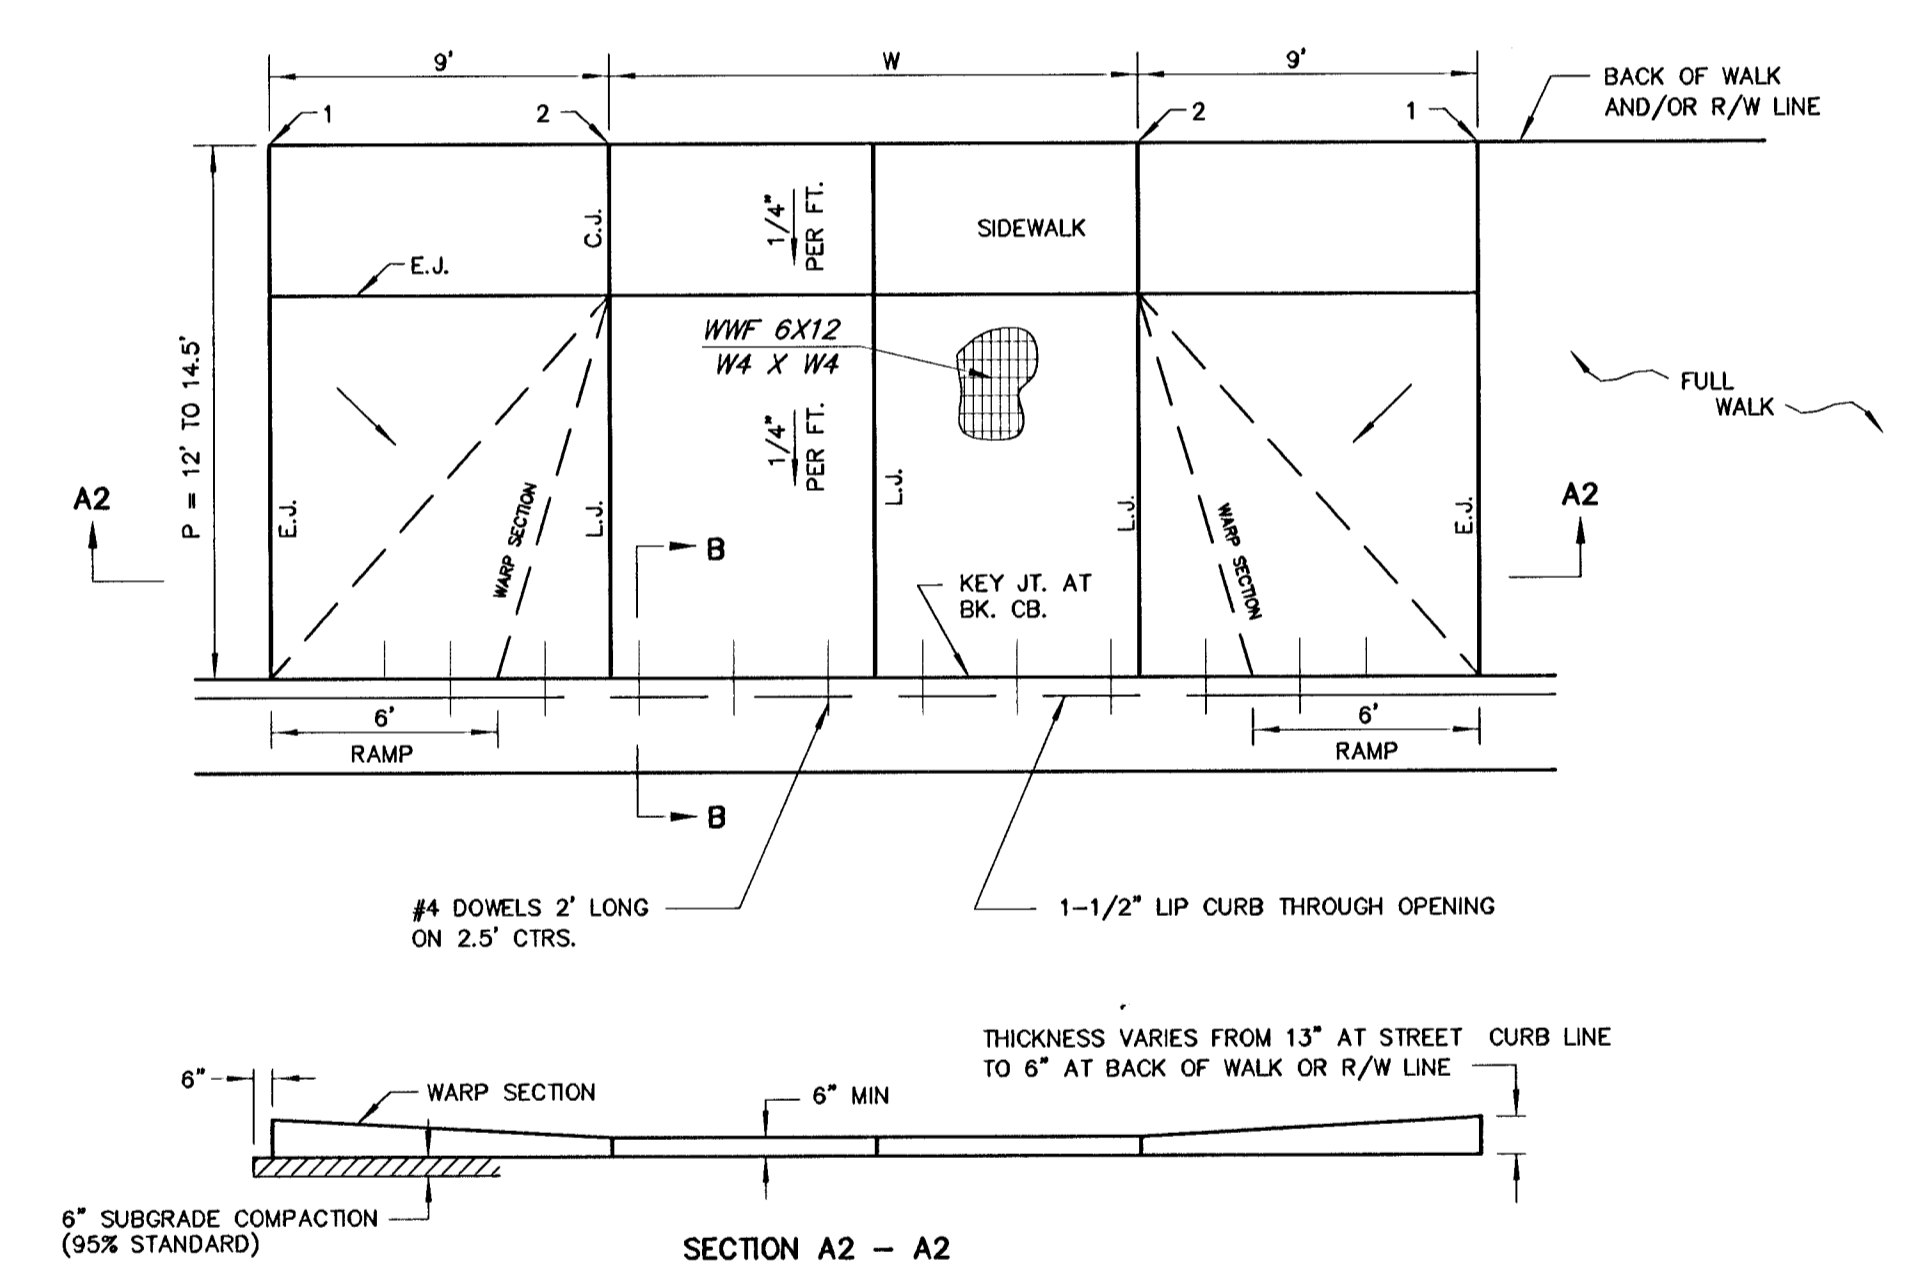 9'
W
9'
BACK OF WALK
AND/OR R/W LINE
1
2
2
1
C.J.
1/4"
PER FT.
SIDEWALK
E.J.
P = 12' TO 14.5'
WWF 6X12
W4 X W4
FULL
WALK
1/4"
PER FT.
A2
A2
E.J.
WARP SECTION
L.J.
L.J.
L.J.
WARP SECTION
E.J.
B
KEY JT. AT
BK. CB.
6'
RAMP
6'
RAMP
B
#4 DOWELS 2' LONG
ON 2.5' CTRS.
1-1/2" LIP CURB THROUGH OPENING
THICKNESS VARIES FROM 13" AT STREET CURB LINE
TO 6" AT BACK OF WALK OR R/W LINE
6"
WARP SECTION
6" MIN
6" SUBGRADE COMPACTION
(95% STANDARD)
SECTION A2 - A2